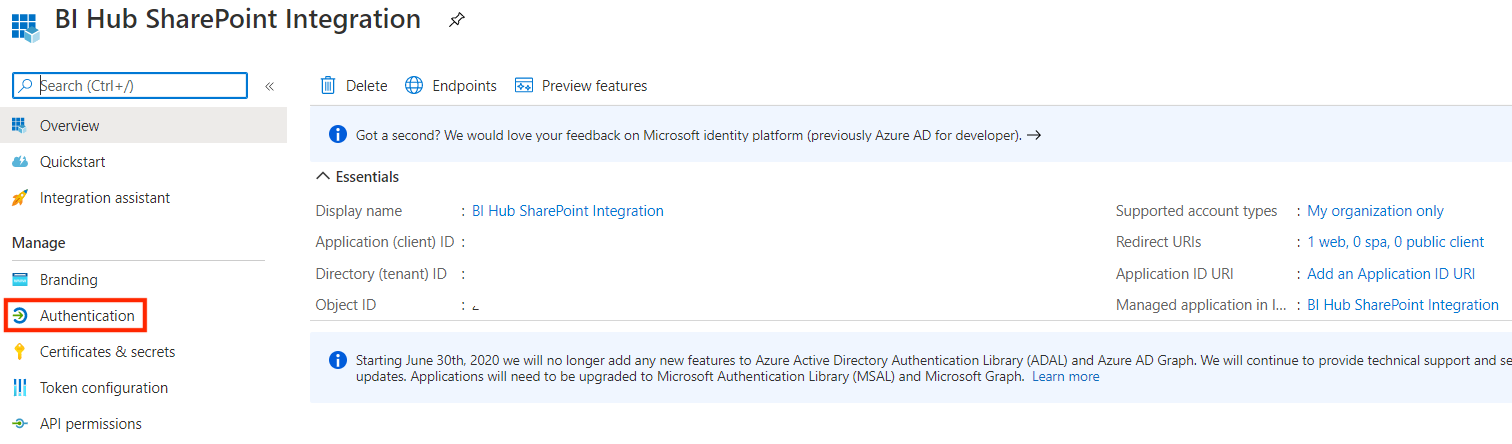 BI Hub SharePoint Integration
Search (Ctrl+/)
«
Overview
Quickstart
Integration assistant
Manage
Branding
Authentication
Certificates & secrets
Token configuration
API permissions
Delete Endpoints Preview features
Got a second? We would love your feedback on Microsoft identity platform (previously Azure AD for developer). →
Essentials
Display name : BI Hub SharePoint Integration
Application (client) ID :
Directory (tenant) ID :
Object ID :
Supported account types : My organization only
Redirect URIs : 1 web, 0 spa, 0 public client
Application ID URI : Add an Application ID URI
Managed application in l... : BI Hub SharePoint Integration
Starting June 30th, 2020 we will no longer add any new features to Azure Active Directory Authentication Library (ADAL) and Azure AD Graph. We will continue to provide technical support and se
updates. Applications will need to be upgraded to Microsoft Authentication Library (MSAL) and Microsoft Graph. Learn more